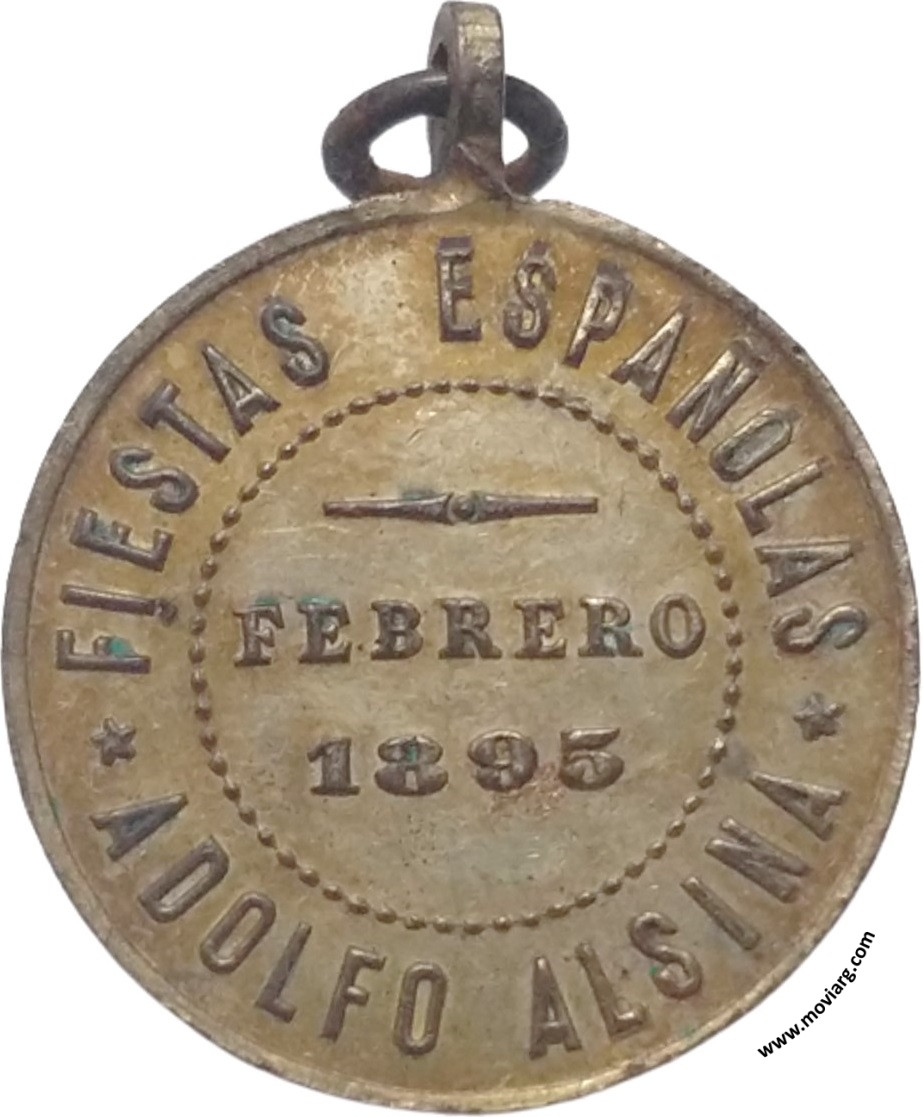 FIESTAS ESPAÑOLAS
FEBRERO
1895
* ADOLFO ALSINA *
www.moviarg.com